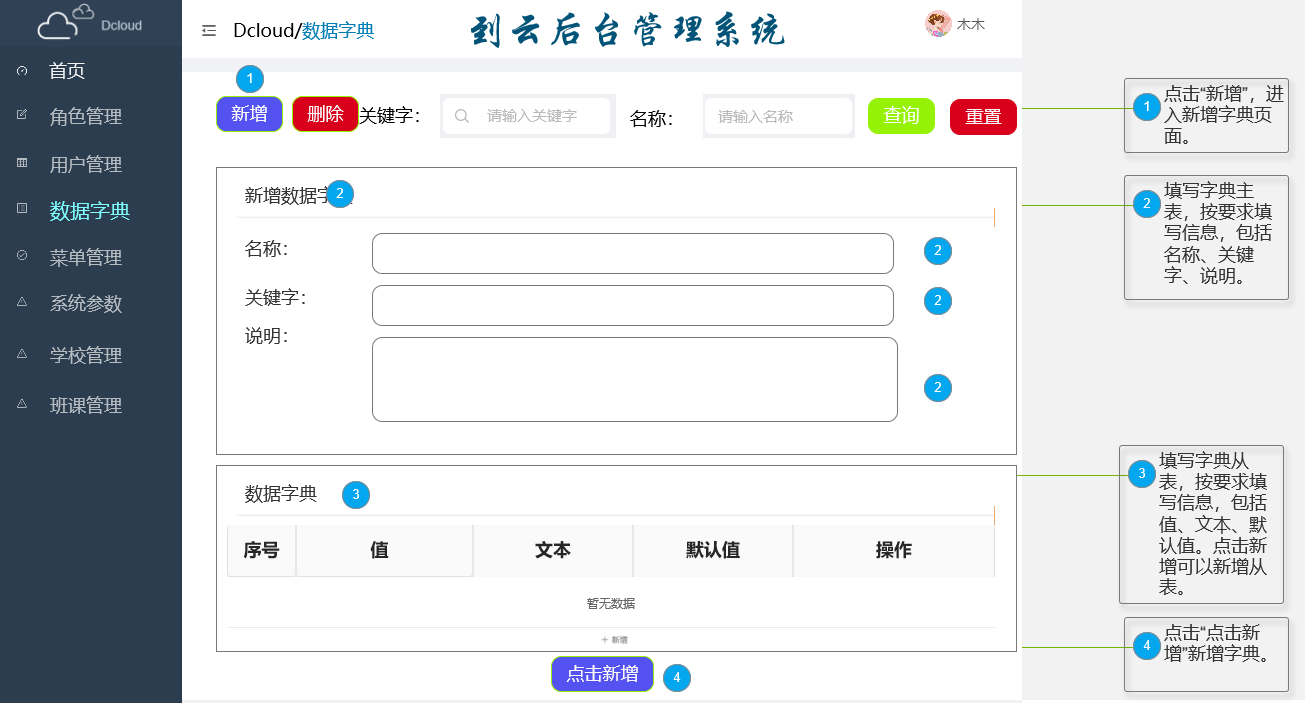 Dcloud
首页
角色管理
用户管理
数据字典
菜单管理
系统参数
学校管理
班课管理
Dcloud/数据字典
到云后台管理系统
木木
1
新增
删除
关键字：
请输入关键字
名称：
请输入名称
查询
重置
新增数据字
2
名称：
2
关键字：
2
说明：
2
数据字典
3
序号
值
文本
默认值
操作
暂无数据
+ 新增
点击新增
4
1
点击“新增”，进
入新增字典页
面。
2
填写字典主
表，按要求填
写信息，包括
名称、关键
字、说明。
3
填写字典从
表，按要求填
写信息，包括
值、文本、默
认值。点击新
增可以新增从
表。
4
点击“点击新
增”新增字典。